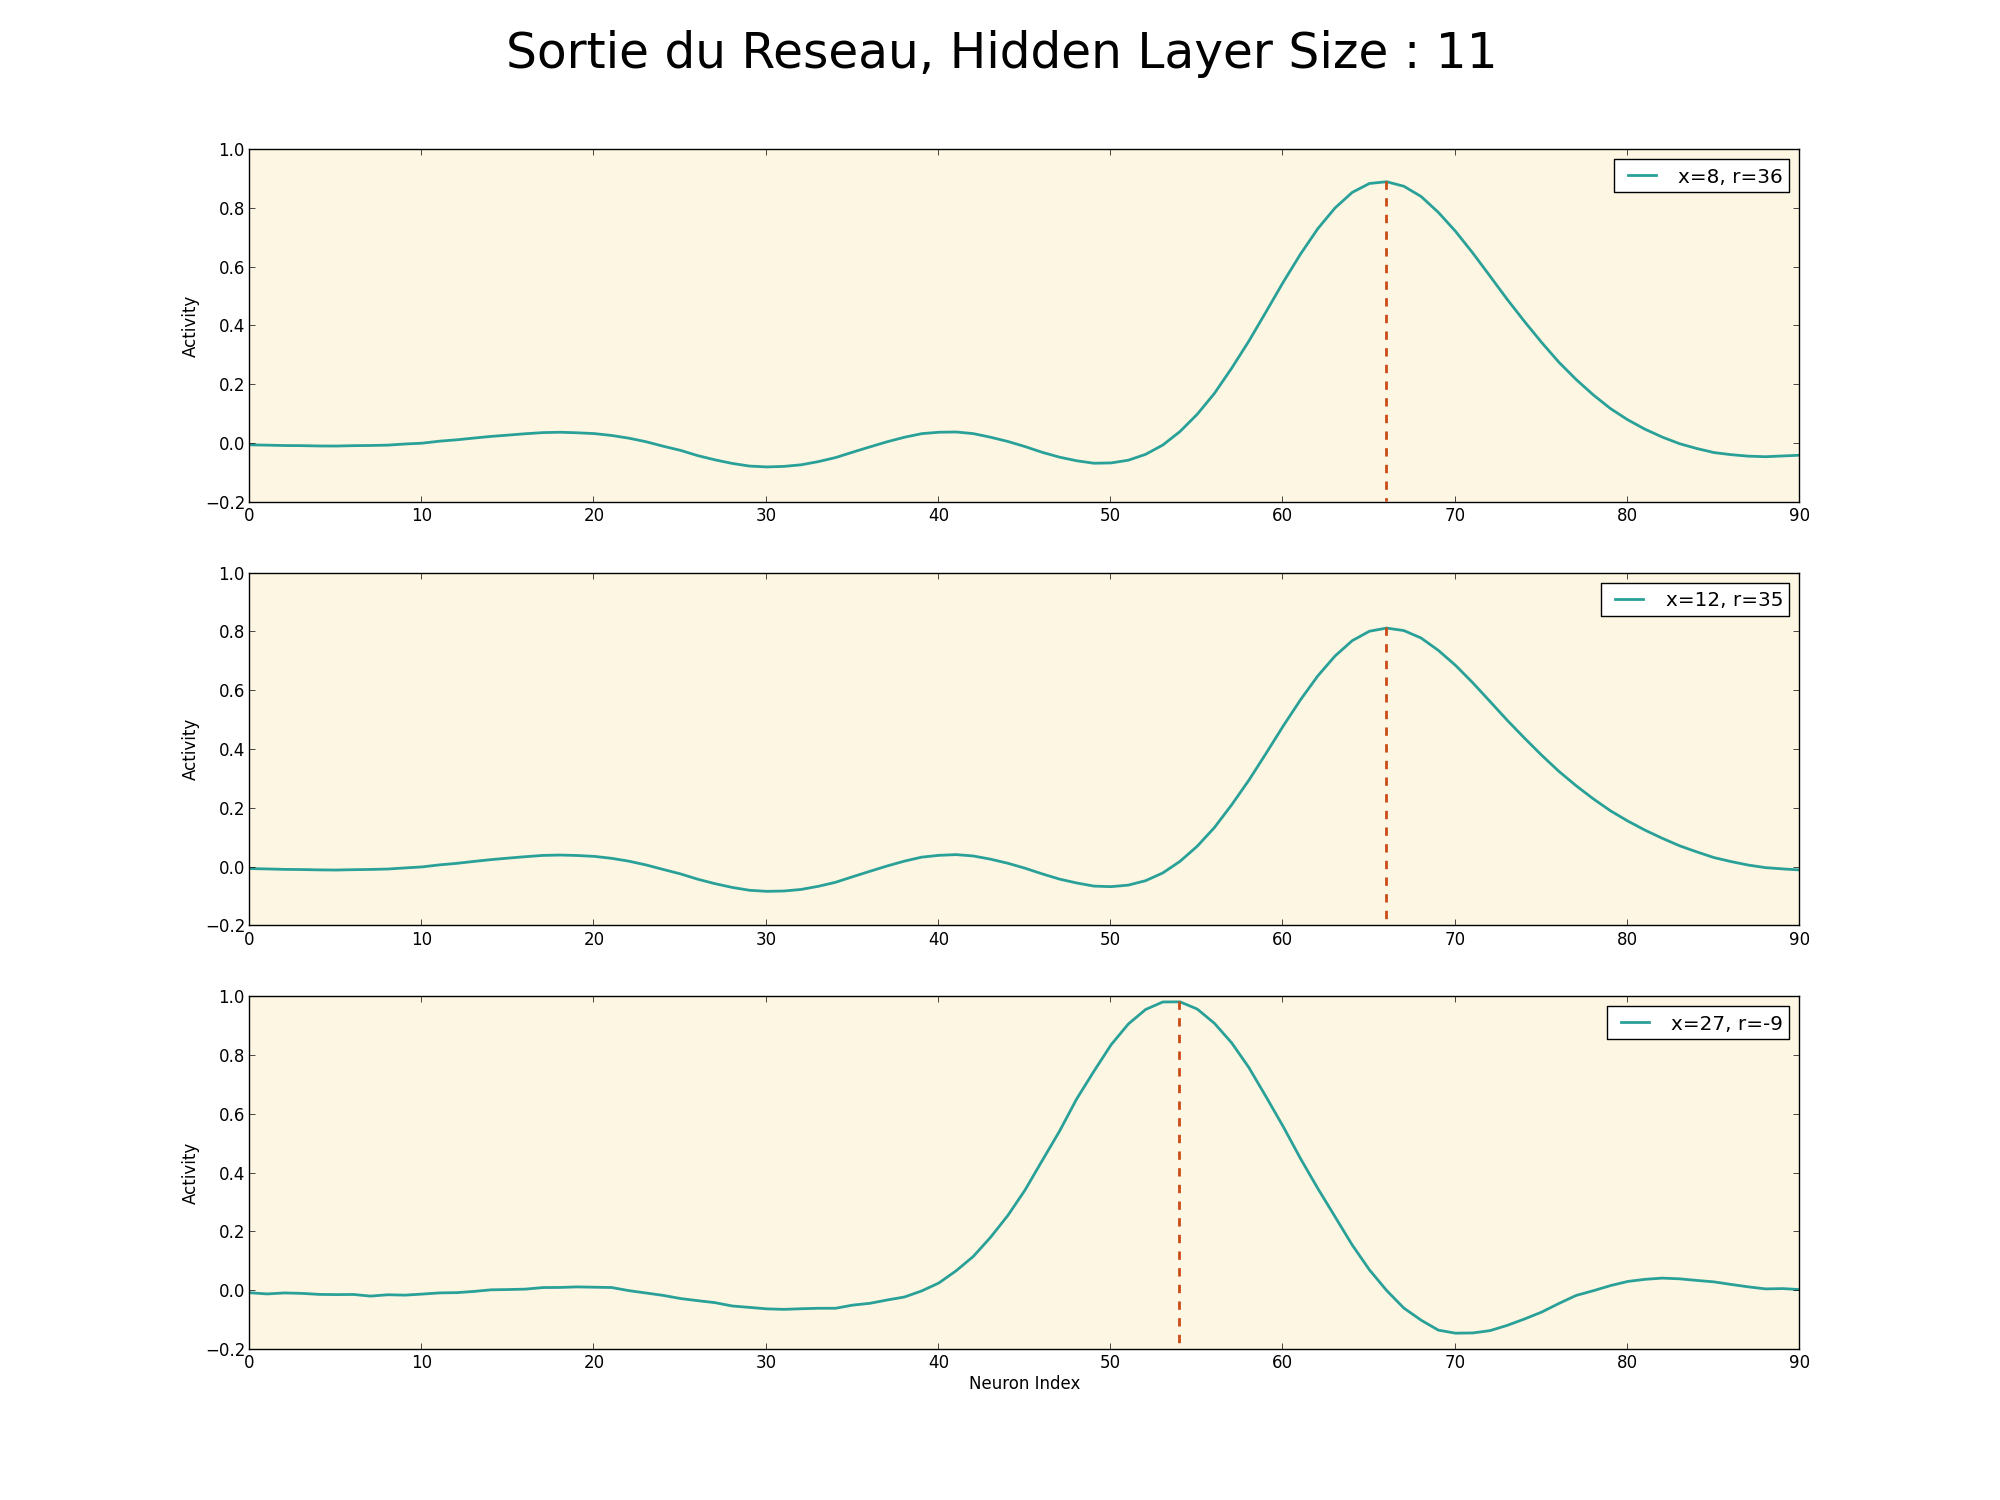 Sortie du Reseau, Hidden Layer Size : 11
1.0
0.8
0.6
0.4
0.2
0.0
−0.2
Activity
x=8, r=36
0 10 20 30 40 50 60 70 80 90
1.0
0.8
0.6
0.4
0.2
0.0
−0.2
Activity
x=12, r=35
0 10 20 30 40 50 60 70 80 90
1.0
0.8
0.6
0.4
0.2
0.0
−0.2
Activity
x=27, r=-9
0 10 20 30 40 50 60 70 80 90
Neuron Index